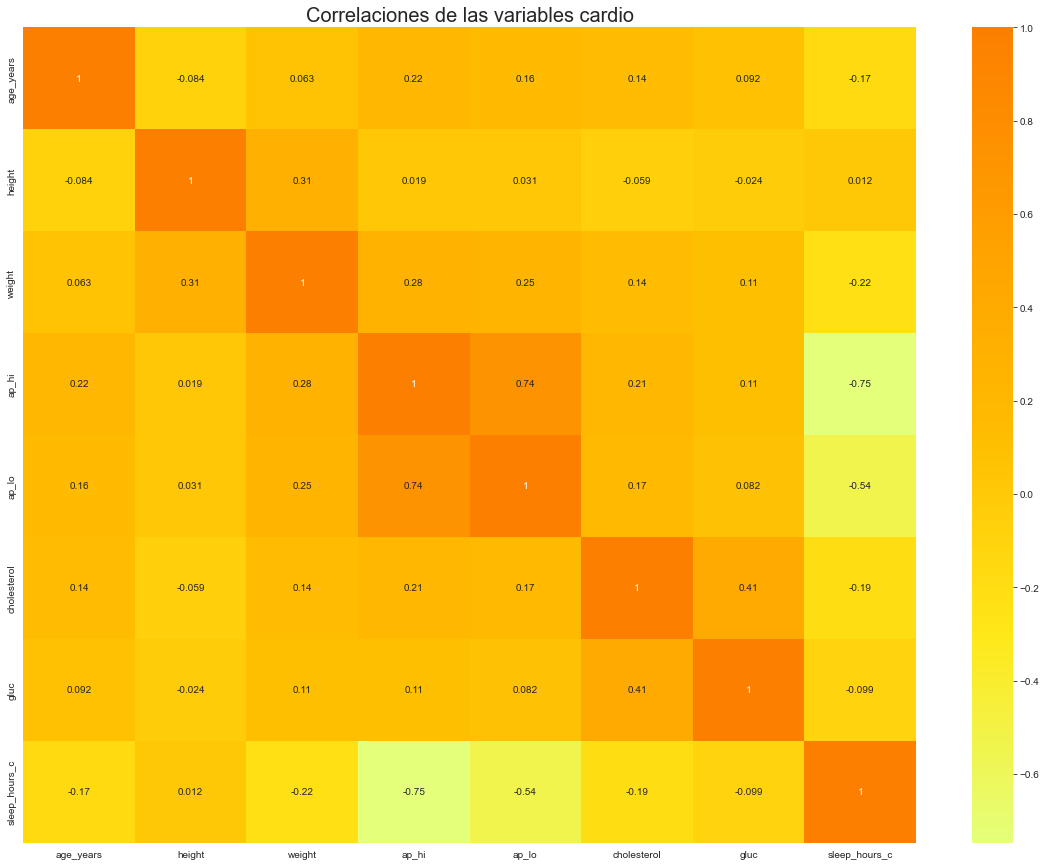 Correlaciones de las variables cardio
age_years 1 -0.084 0.063 0.22 0.16 0.14 0.092 -0.17
height -0.084 1 0.31 0.019 0.031 -0.059 -0.024 0.012
weight 0.063 0.31 1 0.28 0.25 0.14 0.11 -0.22
ap_hi 0.22 0.019 0.28 1 0.74 0.21 0.11 -0.75
ap_lo 0.16 0.031 0.25 0.74 1 0.17 0.082 -0.54
cholesterol 0.14 -0.059 0.14 0.21 0.17 1 0.41 -0.19
gluc 0.092 -0.024 0.11 0.11 0.082 0.41 1 -0.099
sleep_hours_c -0.17 0.012 -0.22 -0.75 -0.54 -0.19 -0.099 1
age_years height weight ap_hi ap_lo cholesterol gluc sleep_hours_c
1.0
0.8
0.6
0.4
0.2
0.0
−0.2
−0.4
−0.6